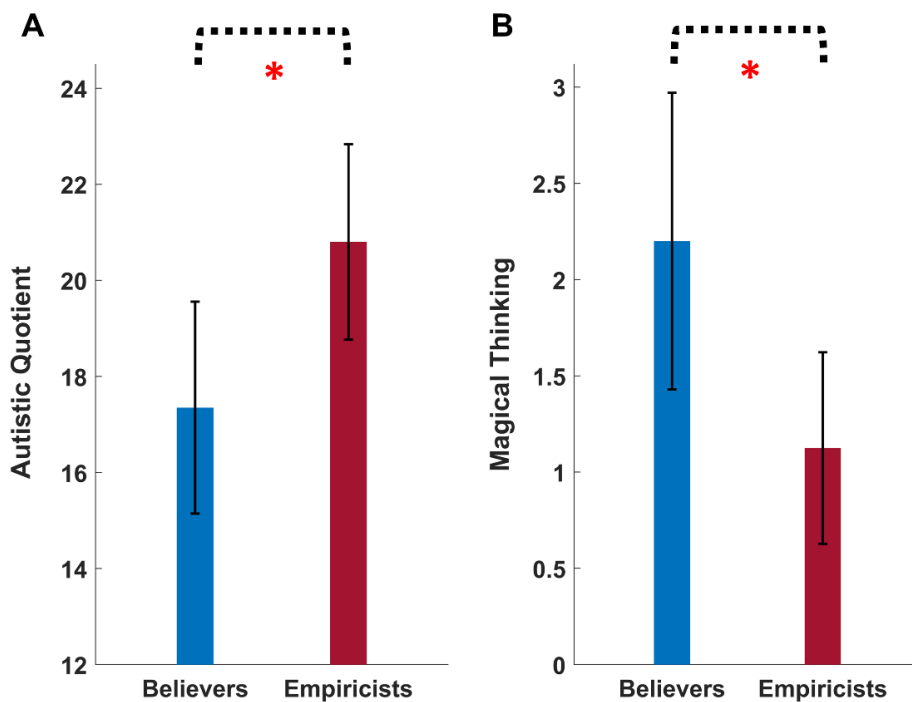 A
*
24
22
20
18
16
14
12
Autistic Quotient
Believers Empiricists
B
*
3
2.5
2
1.5
1
0.5
0
Magical Thinking
Believers Empiricists